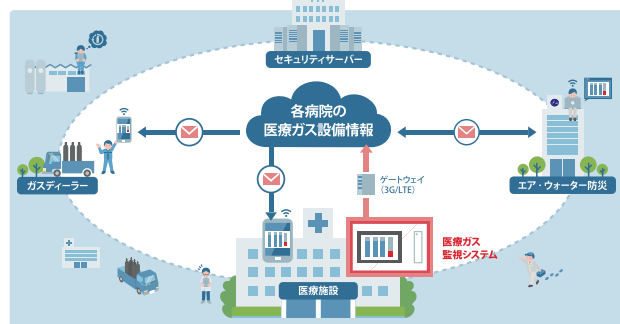 セキュリティサーバー
各病院の
医療ガス設備情報
ゲートウェイ
(3G/LTE)
ガスディーラー
エア・ウォーター防災
医療ガス
監視システム
医療施設